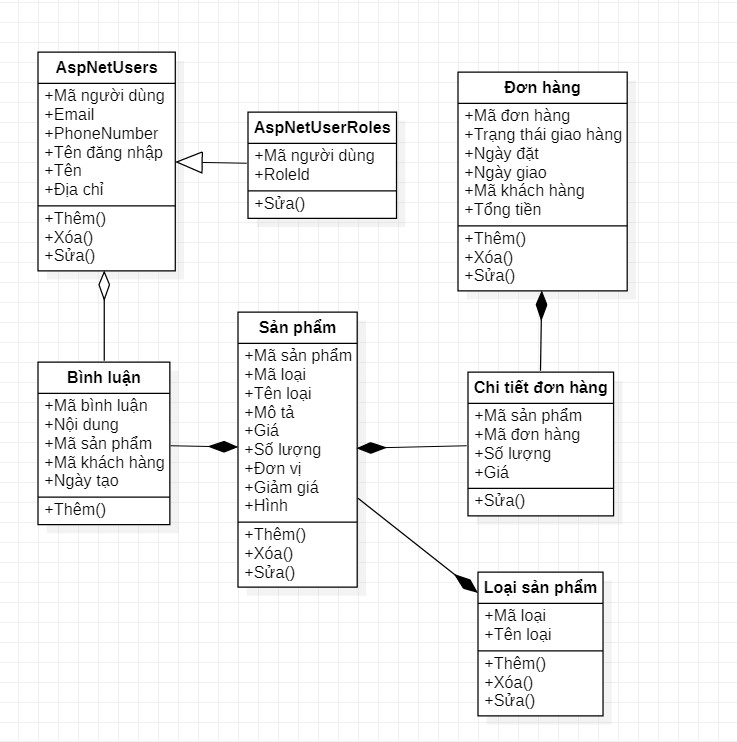 AspNetUsers
+Mã người dùng
+Email
+PhoneNumber
+Tên đăng nhập
+Tên
+Địa chỉ
+Thêm()
+Xóa()
+Sửa()
AspNetUserRoles
+Mã người dùng
+RoleId
+Sửa()
Đơn hàng
+Mã đơn hàng
+Trạng thái giao hàng
+Ngày đặt
+Ngày giao
+Mã khách hàng
+Tổng tiền
+Thêm()
+Xóa()
+Sửa()
Bình luận
+Mã bình luận
+Nội dung
+Mã sản phẩm
+Mã khách hàng
+Ngày tạo
+Thêm()
Sản phẩm
+Mã sản phẩm
+Mã loại
+Tên loại
+Mô tả
+Giá
+Số lượng
+Đơn vị
+Giảm giá
+Hình
+Thêm()
+Xóa()
+Sửa()
Chi tiết đơn hàng
+Mã sản phẩm
+Mã đơn hàng
+Số lượng
+Giá
+Sửa()
Loại sản phẩm
+Mã loại
+Tên loại
+Thêm()
+Xóa()
+Sửa()